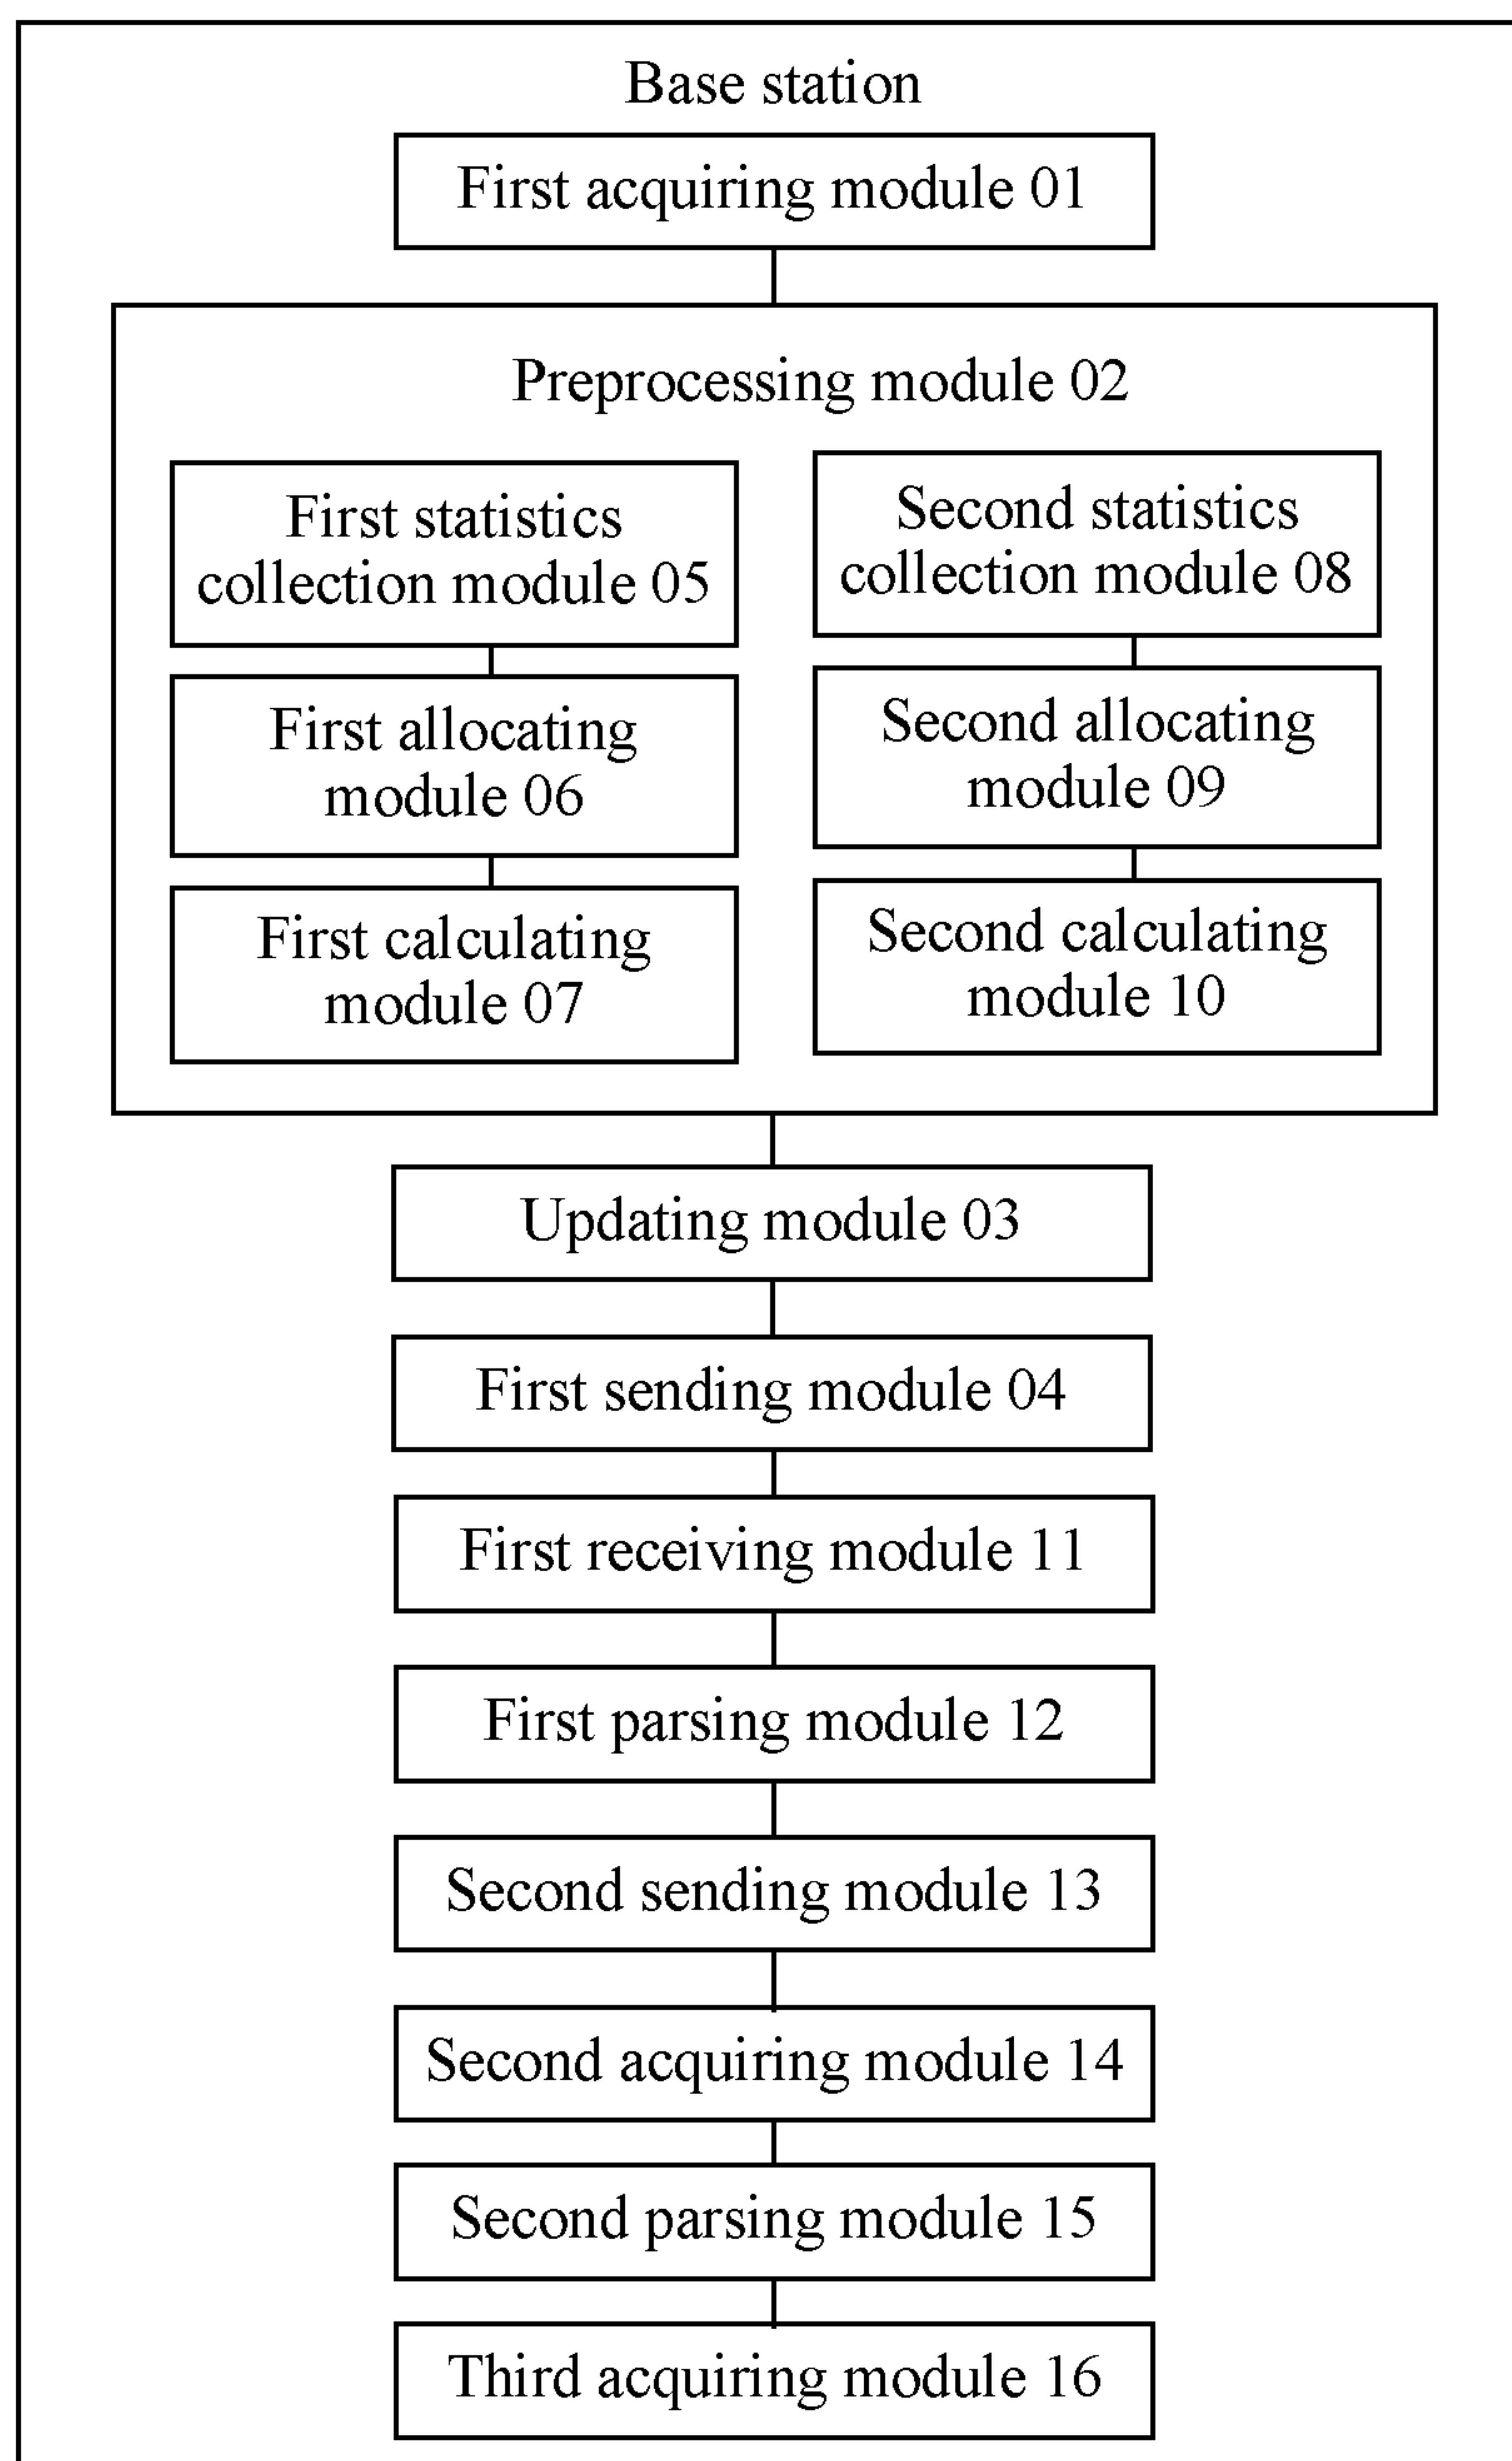 Base station
First acquiring module 01
Preprocessing module 02
First statistics
collection module 05
First allocating
module 06
First calculating
module 07
Second statistics
collection module 08
Second allocating
module 09
Second calculating
module 10
Updating module 03
First sending module 04
First receiving module 11
First parsing module 12
Second sending module 13
Second acquiring module 14
Second parsing module 15
Third acquiring module 16